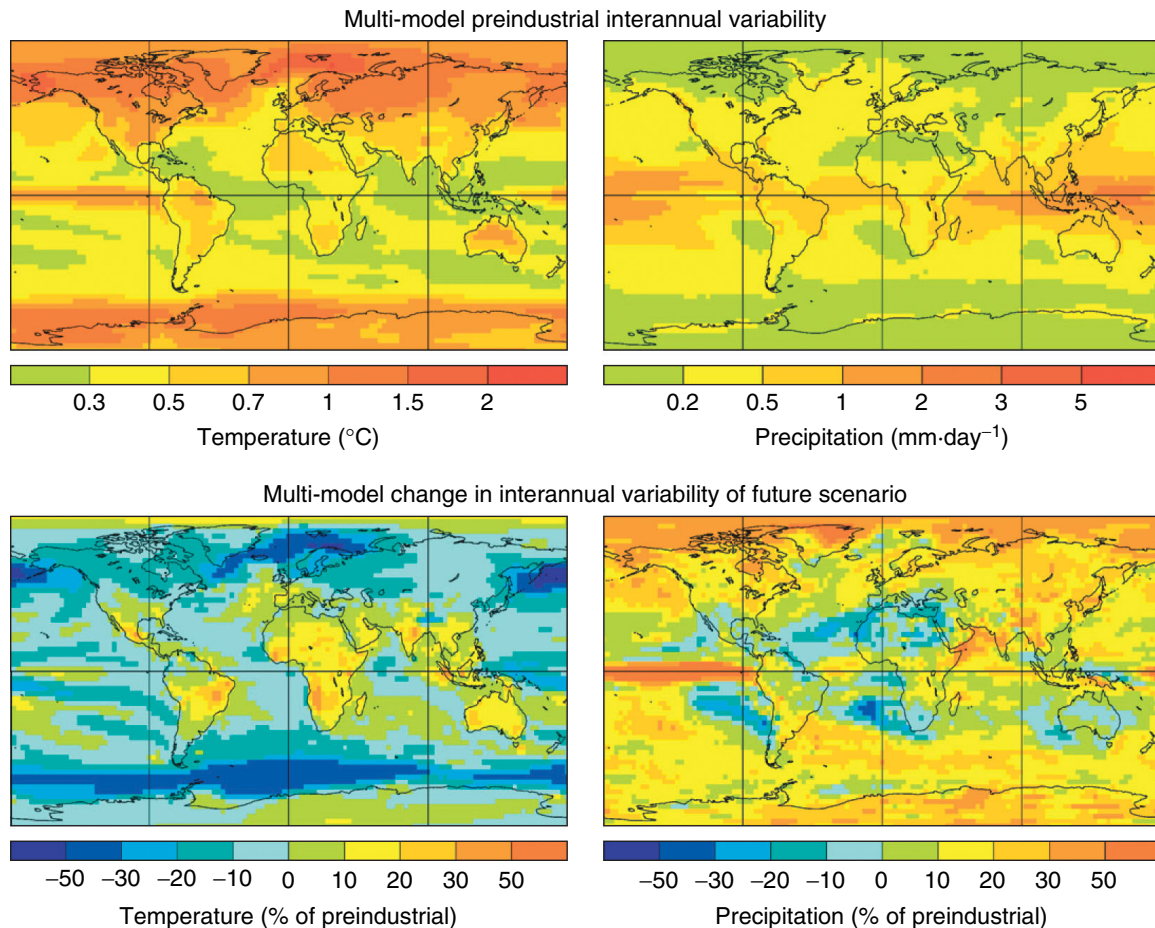 Multi-model preindustrial interannual variability
0.3 0.5 0.7 1 1.5 2
Temperature (°C)
0.2 0.5 1 2 3 5
Precipitation (mm·day⁻¹)
Multi-model change in interannual variability of future scenario
−50 −30 −20 −10 0 10 20 30 50
Temperature (% of preindustrial)
−50 −30 −20 −10 0 10 20 30 50
Precipitation (% of preindustrial)